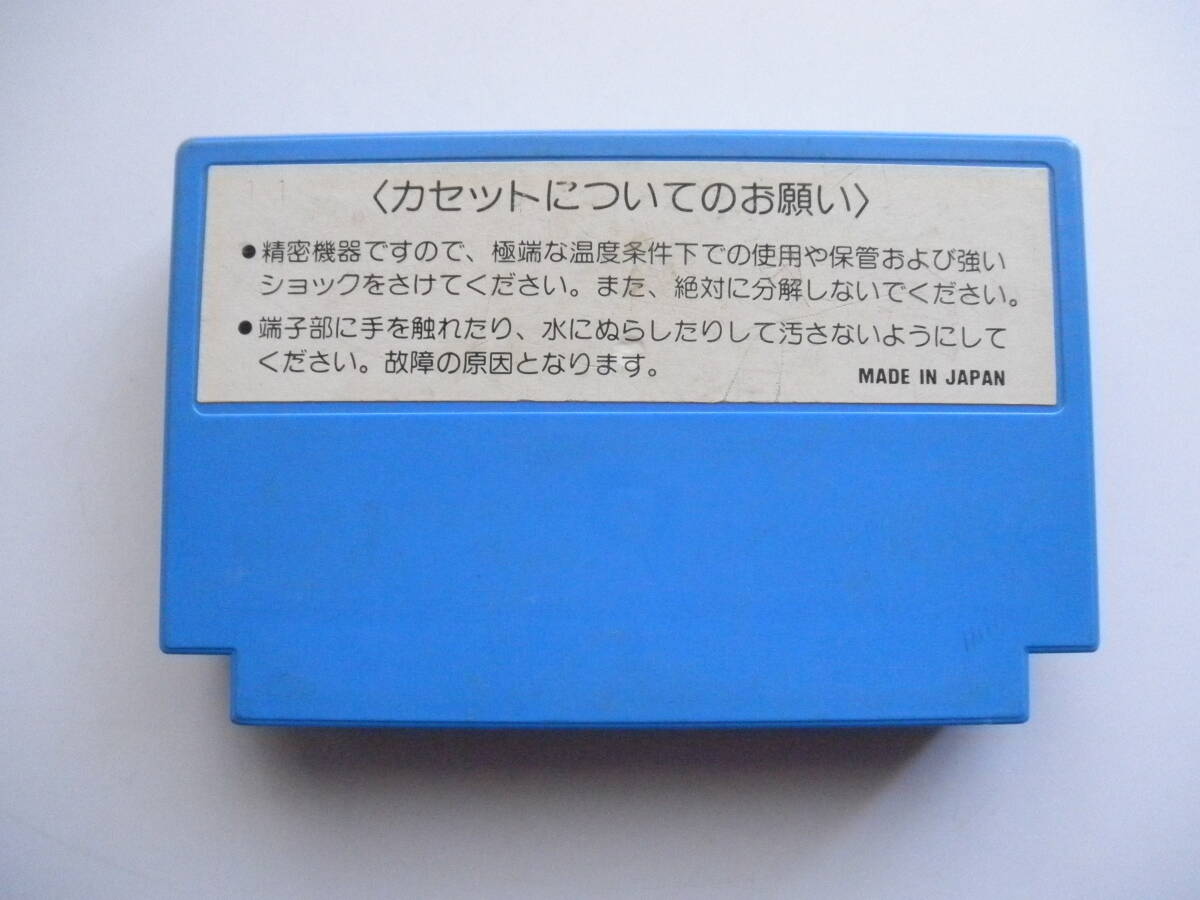 〈カセットについてのお願い〉
●精密機器ですので、極端な温度条件下での使用や保管および強い
ショックをさけてください。また、絶対に分解しないでください。
●端子部に手を触れたり、水にぬらしたりして汚さないようにして
ください。故障の原因となります。
MADE IN JAPAN